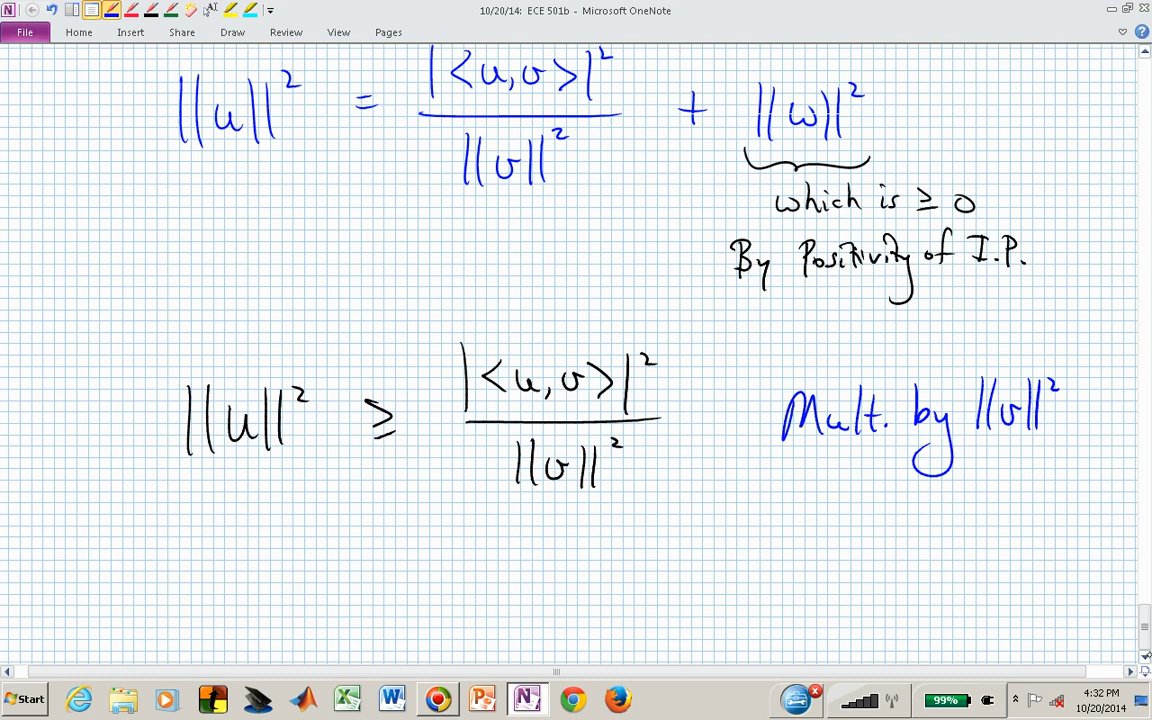 10/20/14: ECE 501b - Microsoft OneNote
File Home Insert Share Draw Review View Pages
||u||² = |<u,v>|² / ||v||² + ||w||²
which is ≥ 0
By Positivity of I.P.
||u||² ≥ |<u,v>|² / ||v||² Mult. by ||v||²
Start 99% 4:32 PM
10/20/2014